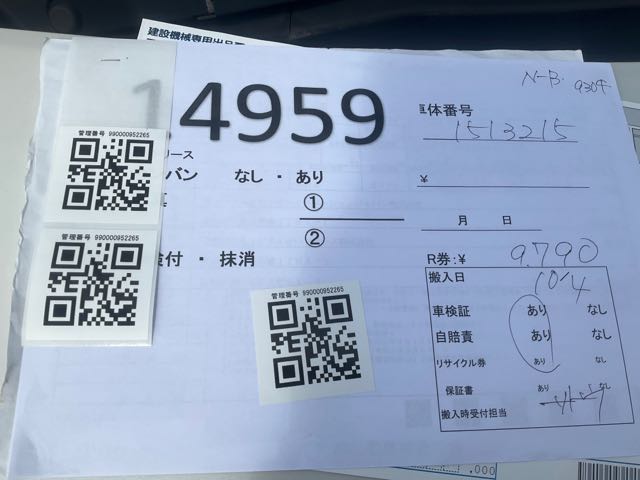 建設機械専用出品
14959
N-B.
車体番号
1513215
管理番号 990000952265
リース
バン なし ・ あり
¥
①
月 日
②
管理番号 990000952265
付 ・ 抹消
R券:¥ 9.790
搬入日 10/4
車検証 あり なし
自賠責 あり なし
リサイクル券 あり なし
保証書 あり なし
搬入時受付担当
管理番号 990000952265
,000